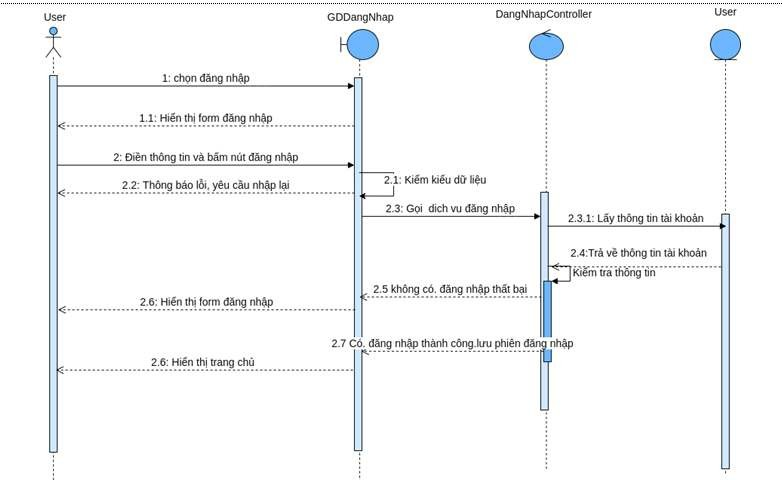 User
GDDangNhap
DangNhapController
User
1: chọn đăng nhập
1.1: Hiển thị form đăng nhập
2: Điền thông tin và bấm nút đăng nhập
2.1: Kiểm kiểu dữ liệu
2.2: Thông báo lỗi, yêu cầu nhập lại
2.3: Gọi dich vu đăng nhập
2.3.1: Lấy thông tin tài khoản
2.4:Trả về thông tin tài khoản
Kiểm tra thông tin
2.5 không có. đăng nhập thất bại
2.6: Hiển thị form đăng nhập
2.7 Có. đăng nhập thành công.lưu phiên đăng nhập
2.6: Hiển thị trang chủ